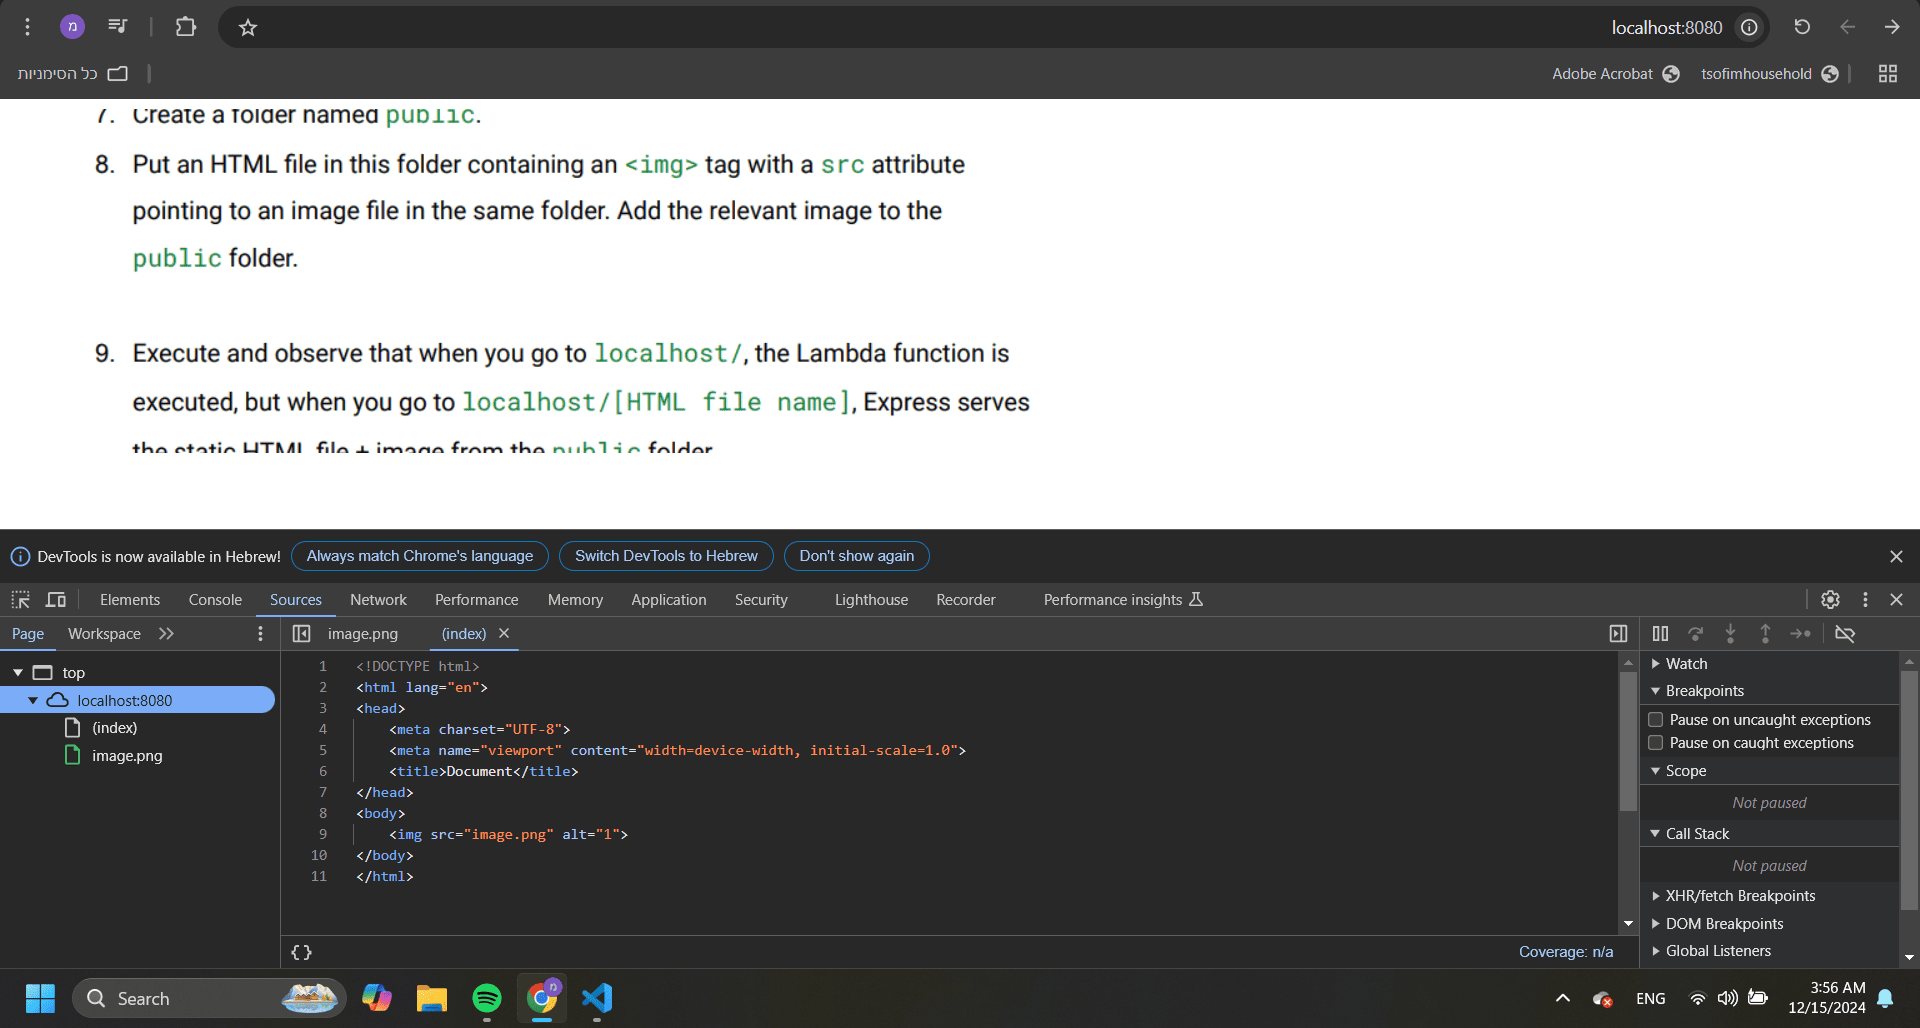 מ
localhost:8080
כל הסימניות
Adobe Acrobat
tsofimhousehold
7. Create a folder named public.
8. Put an HTML file in this folder containing an <img> tag with a src attribute
pointing to an image file in the same folder. Add the relevant image to the
public folder.
9. Execute and observe that when you go to localhost/, the Lambda function is
executed, but when you go to localhost/[HTML file name], Express serves
the static HTML file + image from the public folder
DevTools is now available in Hebrew! Always match Chrome's language Switch DevTools to Hebrew Don't show again
Elements Console Sources Network Performance Memory Application Security Lighthouse Recorder Performance insights
Page Workspace
image.png (index)
top
localhost:8080
(index)
image.png
1 <!DOCTYPE html>
2 <html lang="en">
3 <head>
4 <meta charset="UTF-8">
5 <meta name="viewport" content="width=device-width, initial-scale=1.0">
6 <title>Document</title>
7 </head>
8 <body>
9 <img src="image.png" alt="1">
10 </body>
11 </html>
{ }
Coverage: n/a
Watch
Breakpoints
Pause on uncaught exceptions
Pause on caught exceptions
Scope
Not paused
Call Stack
Not paused
XHR/fetch Breakpoints
DOM Breakpoints
Global Listeners
Search
מ
ENG
3:56 AM
12/15/2024